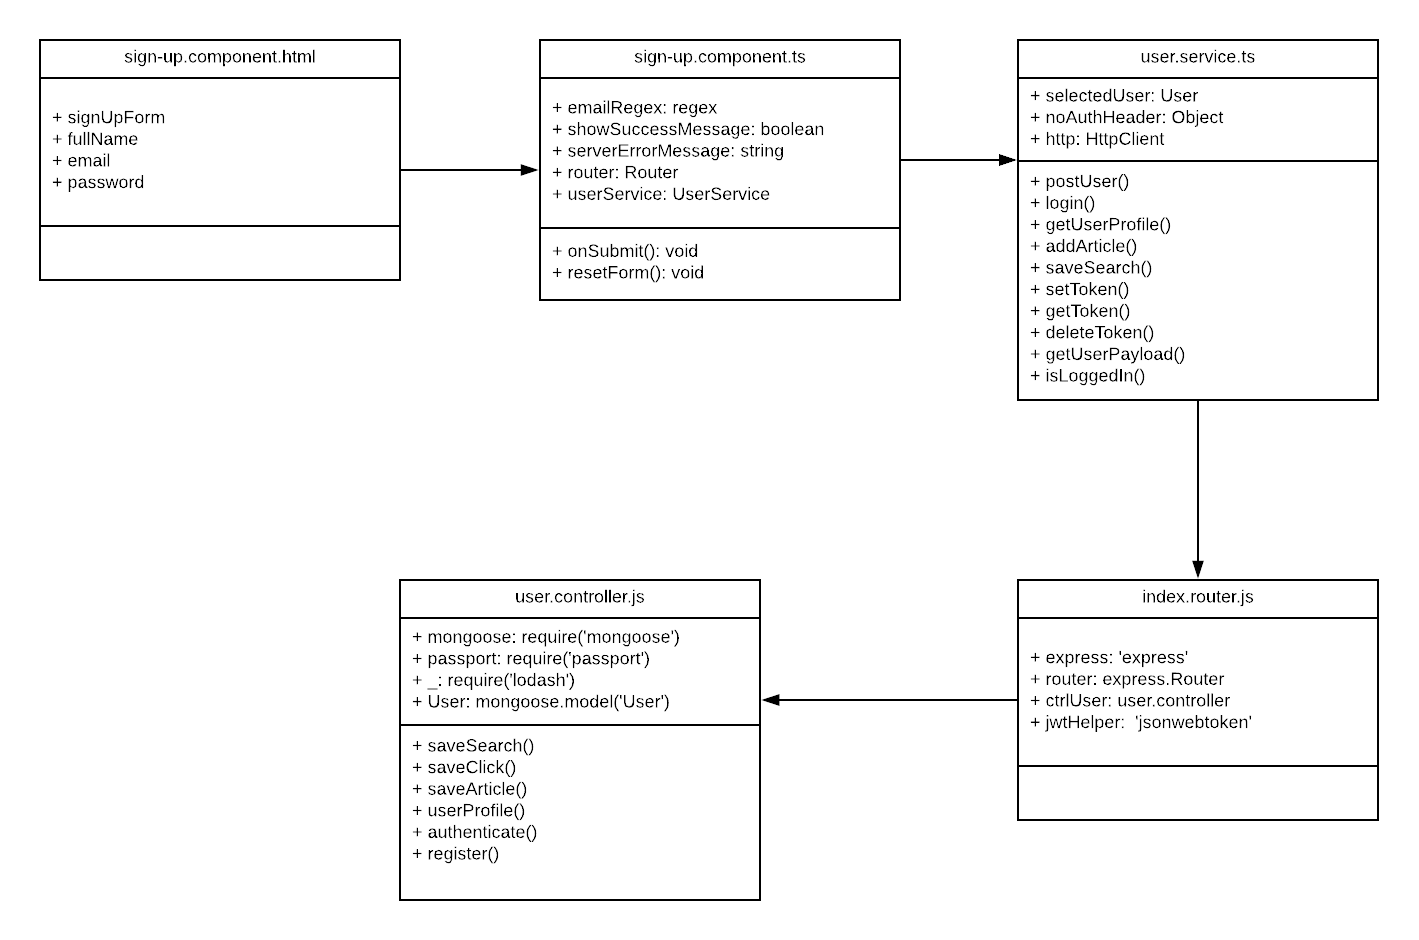 sign-up.component.html
+ signUpForm
+ fullName
+ email
+ password
sign-up.component.ts
+ emailRegex: regex
+ showSuccessMessage: boolean
+ serverErrorMessage: string
+ router: Router
+ userService: UserService
+ onSubmit(): void
+ resetForm(): void
user.service.ts
+ selectedUser: User
+ noAuthHeader: Object
+ http: HttpClient
+ postUser()
+ login()
+ getUserProfile()
+ addArticle()
+ saveSearch()
+ setToken()
+ getToken()
+ deleteToken()
+ getUserPayload()
+ isLoggedIn()
user.controller.js
+ mongoose: require('mongoose')
+ passport: require('passport')
+ _: require('lodash')
+ User: mongoose.model('User')
+ saveSearch()
+ saveClick()
+ saveArticle()
+ userProfile()
+ authenticate()
+ register()
index.router.js
+ express: 'express'
+ router: express.Router
+ ctrlUser: user.controller
+ jwtHelper:  'jsonwebtoken'